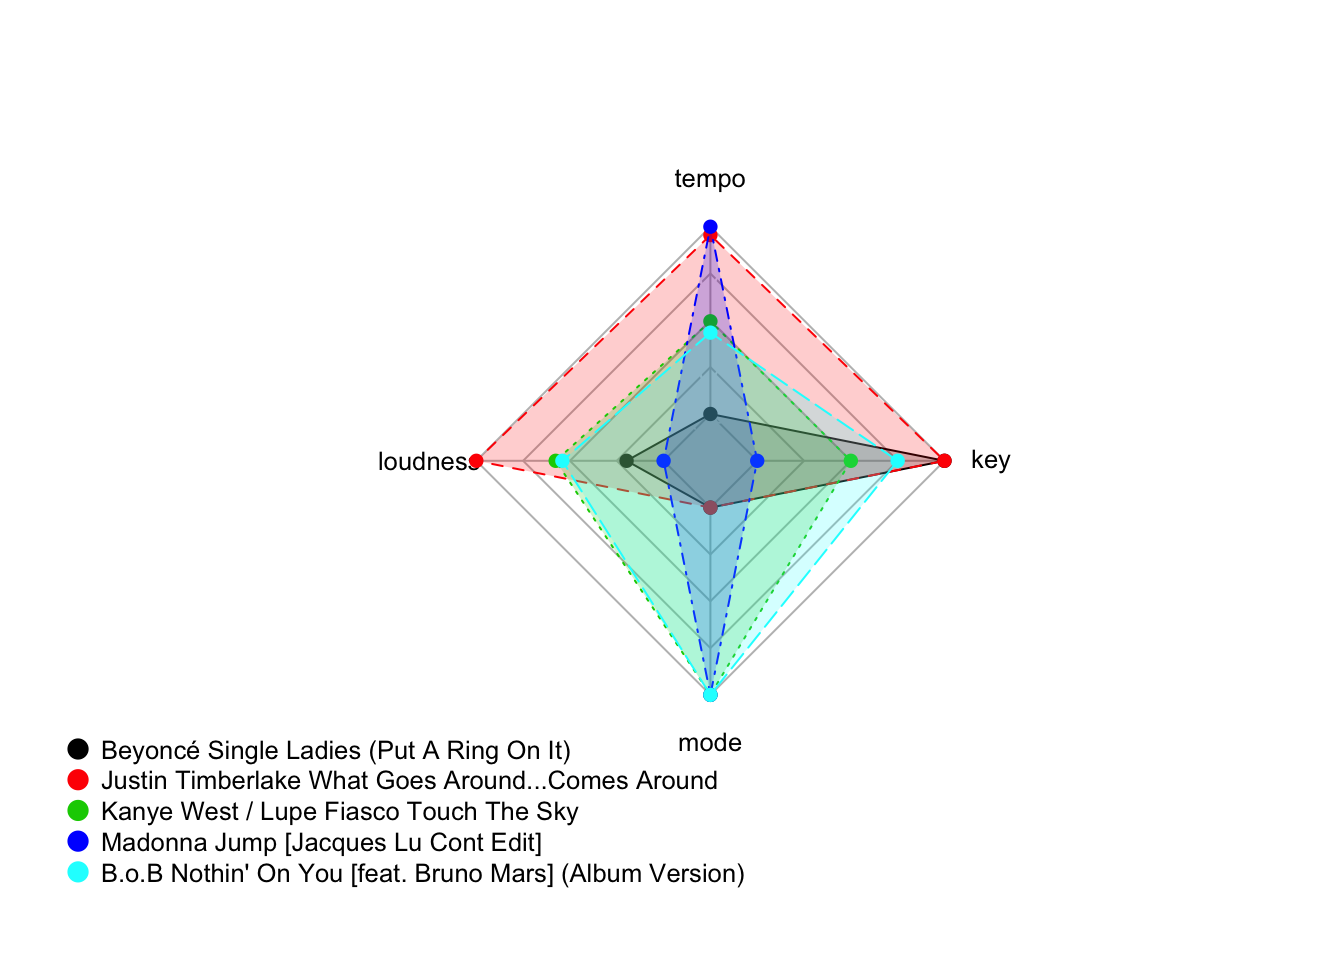 tempo
loudness
key
mode
Beyoncé Single Ladies (Put A Ring On It)
Justin Timberlake What Goes Around...Comes Around
Kanye West / Lupe Fiasco Touch The Sky
Madonna Jump [Jacques Lu Cont Edit]
B.o.B Nothin' On You [feat. Bruno Mars] (Album Version)